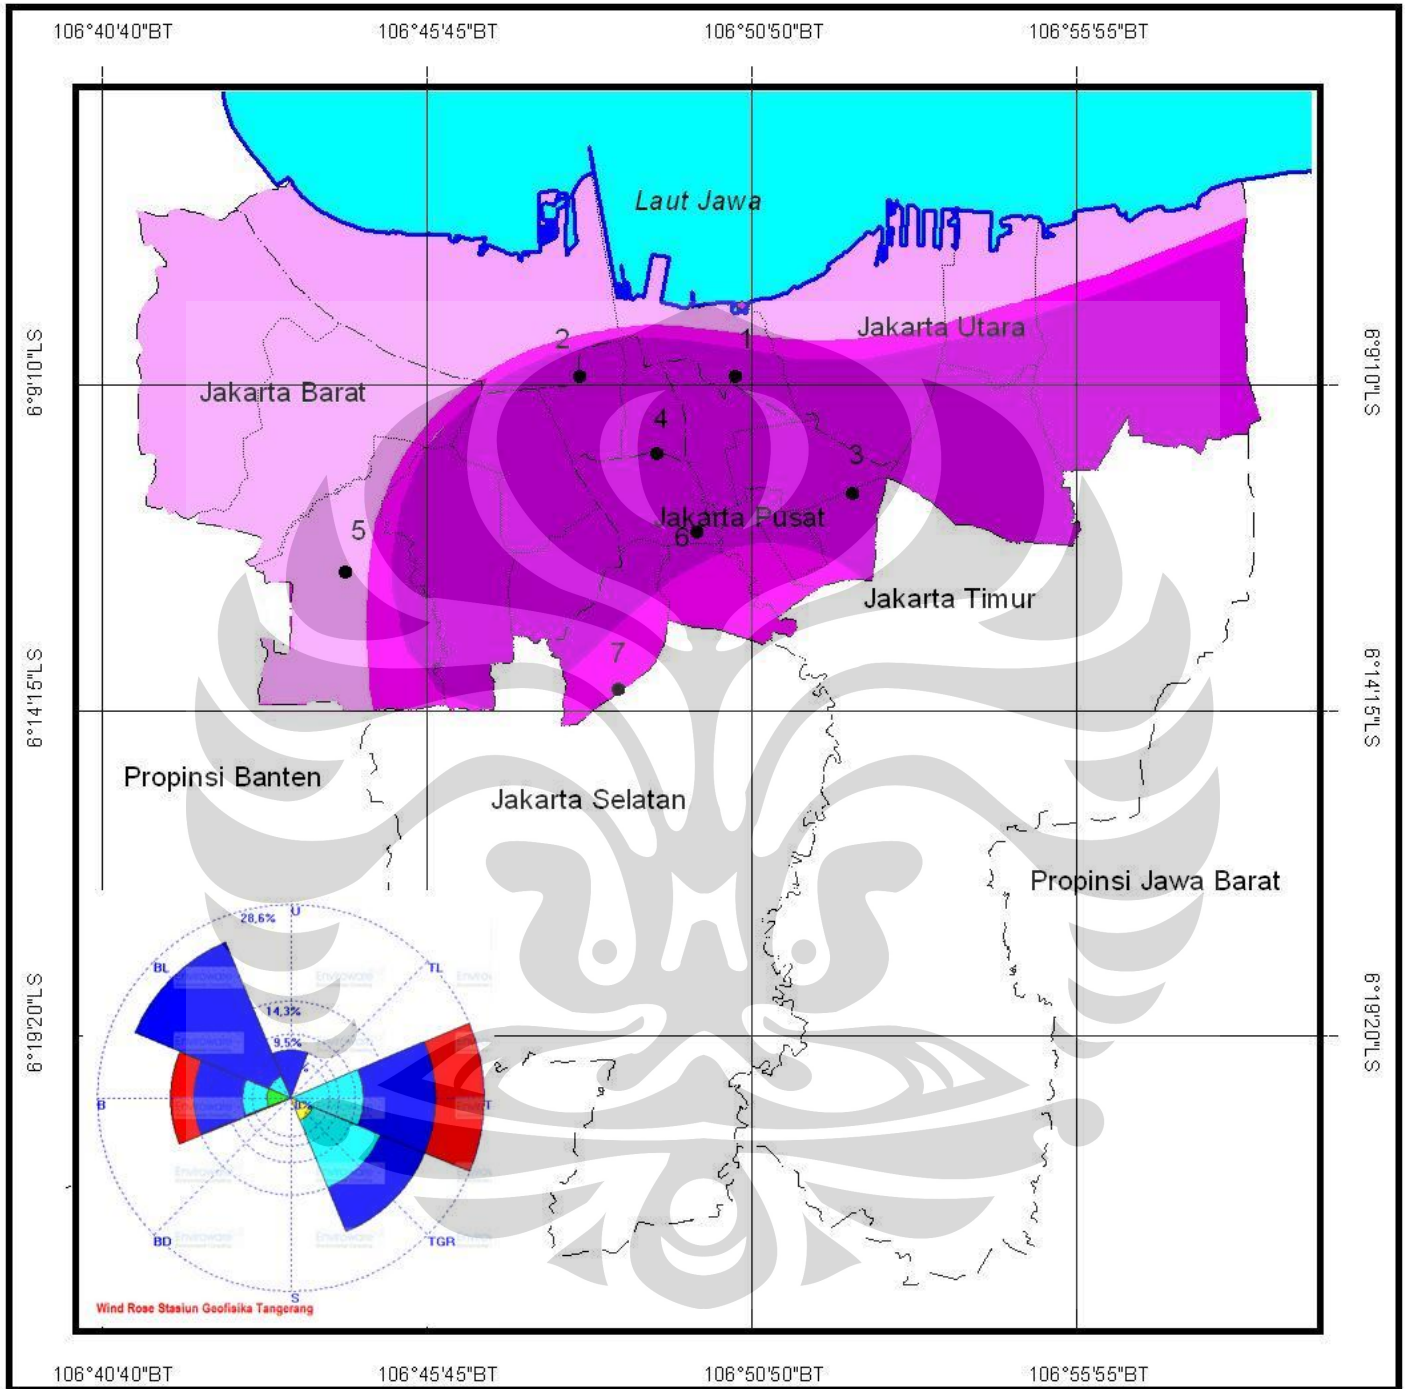 106°40'40"BT 106°45'45"BT 106°50'50"BT 106°55'55"BT
Laut Jawa
Jakarta Utara
2 1
6°9'10"LS 6°9'10"LS
Jakarta Barat
4
3
Jakarta Pusat
5
6
Jakarta Timur
7
6°14'15"LS 6°14'15"LS
Propinsi Banten
Jakarta Selatan
Propinsi Jawa Barat
U
28,6%
BL TL
14,3%
9,5%
6°19'20"LS 6°19'20"LS
B T
BD TGR
S
Wind Rose Stasiun Geofisika Tangerang
106°40'40"BT 106°45'45"BT 106°50'50"BT 106°55'55"BT